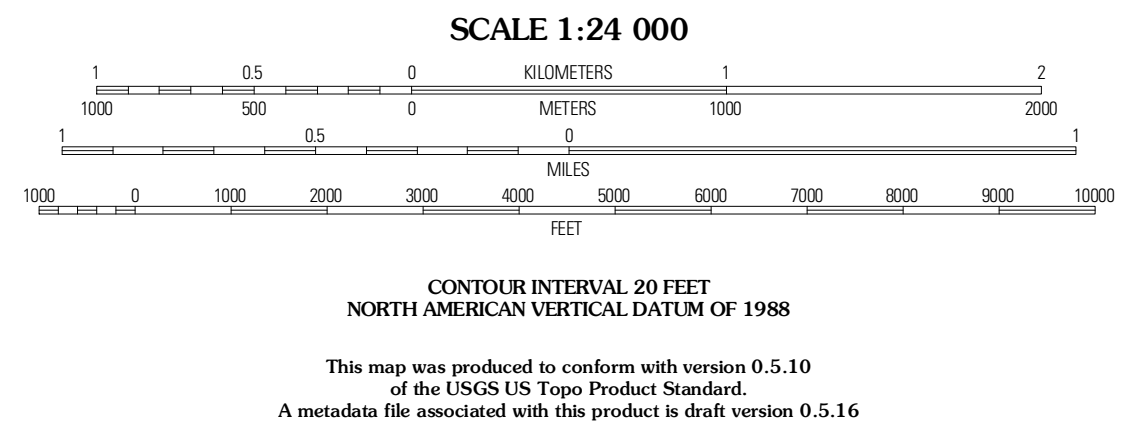 SCALE 1:24 000
1 0.5 0 KILOMETERS 1 2
1000 500 0 METERS 1000 2000
1 0.5 0 1
MILES
1000 0 1000 2000 3000 4000 5000 6000 7000 8000 9000 10000
FEET
CONTOUR INTERVAL 20 FEET
NORTH AMERICAN VERTICAL DATUM OF 1988
This map was produced to conform with version 0.5.10
of the USGS US Topo Product Standard.
A metadata file associated with this product is draft version 0.5.16